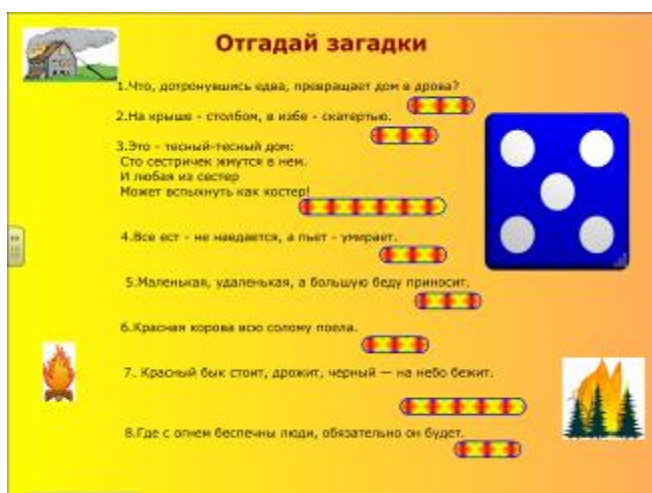 Отгадай загадки
1.Что, дотронувшись едва, превращает дом в дрова?
2.На крыше - столбом, в избе - скатертью.
3.Это - тесный-тесный дом:
Сто сестричек жмутся в нем.
И любая из сестер
Может вспыхнуть как костер!
4.Все ест - не наедается, а пьет - умирает.
5.Маленькая, удаленькая, а большую беду приносит.
6.Красная корова всю солому поела.
7. Красный бык стоит, дрожит, черный — на небо бежит.
8.Где с огнем беспечны люди, обязательно он будет.